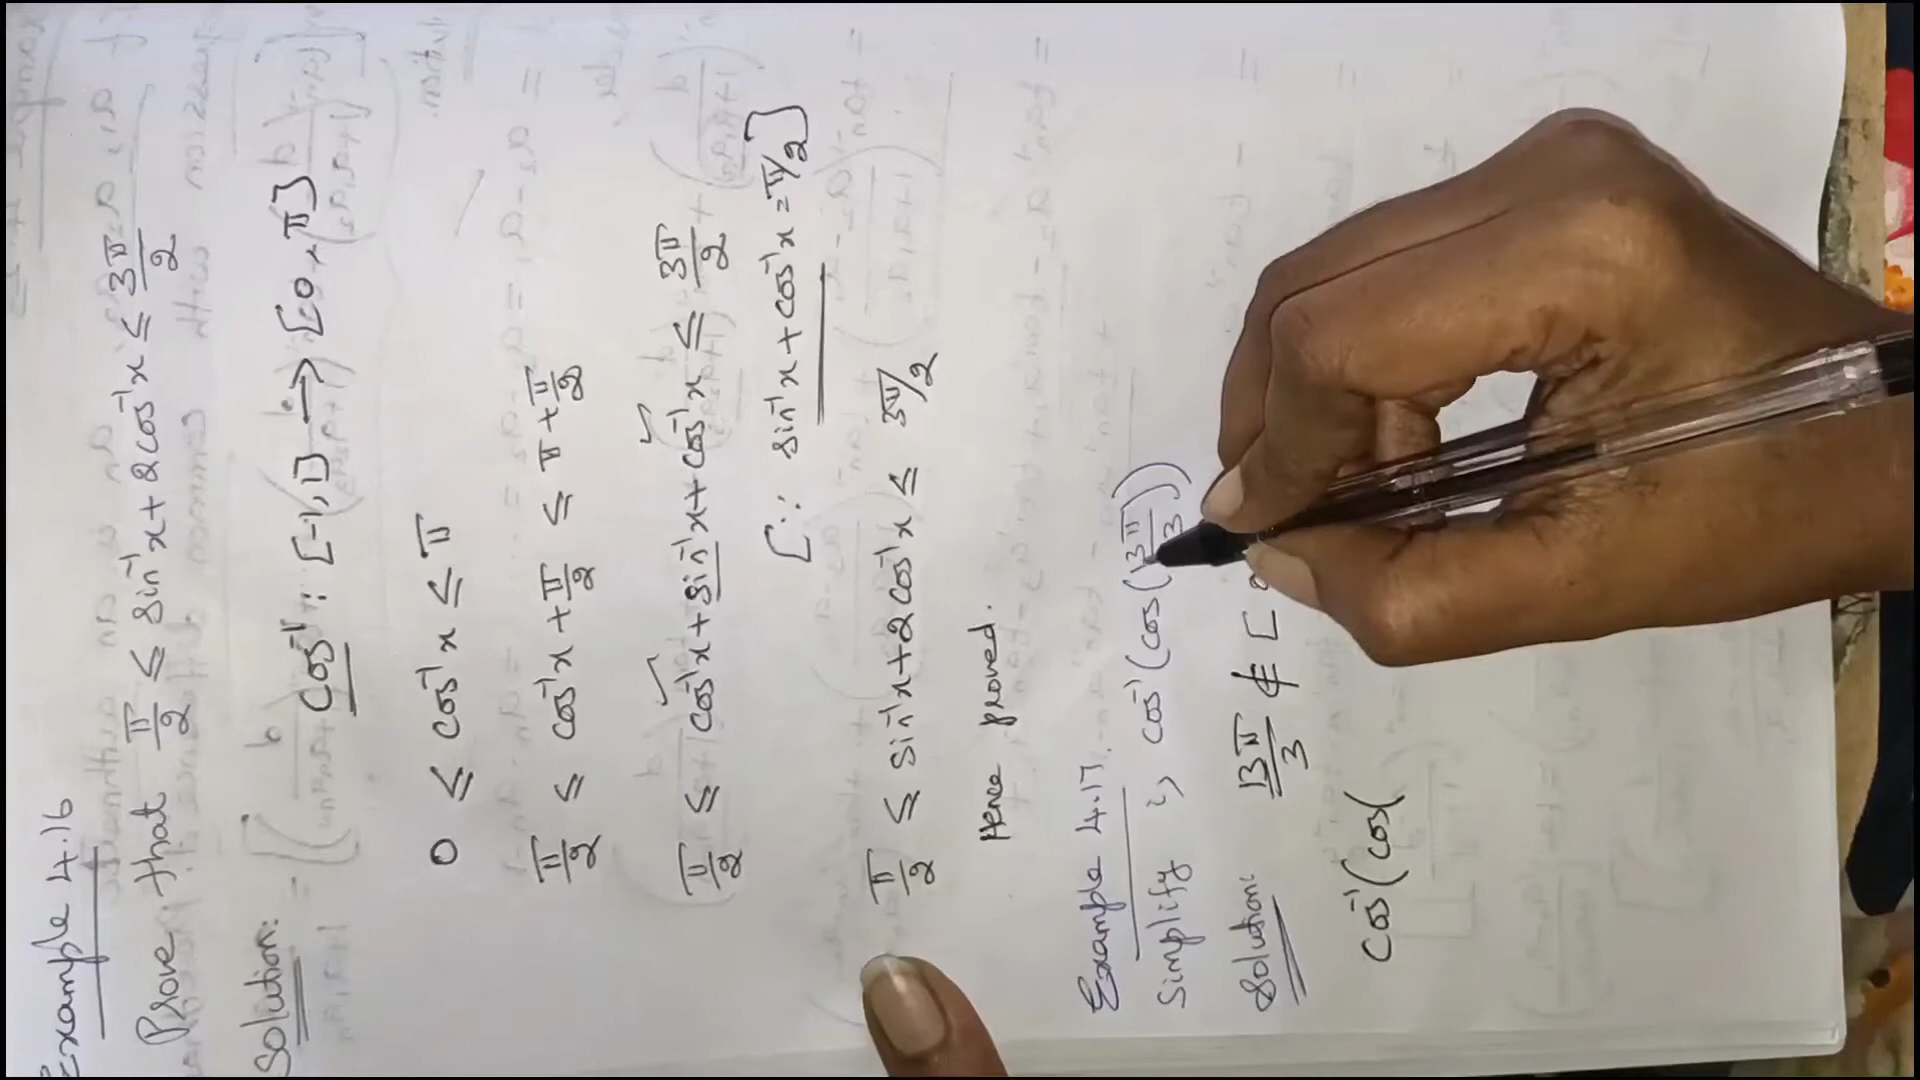 Example 4.16
Prove that π/2 ≤ sin⁻¹x + 2cos⁻¹x ≤ 3π/2
Solution:
cos⁻¹ : [-1,1] → [0, π]
0 ≤ cos⁻¹x ≤ π
π/2 ≤ cos⁻¹x + π/2 ≤ π + π/2
π/2 ≤ cos⁻¹x + sin⁻¹x + cos⁻¹x ≤ 3π/2
[∵ sin⁻¹x + cos⁻¹x = π/2]
π/2 ≤ sin⁻¹x + 2cos⁻¹x ≤ 3π/2
Hence proved.
Example 4.17
Simplify i) cos⁻¹(cos(13π/3))
Solution:
13π/3 ∉ [
cos⁻¹(cos(